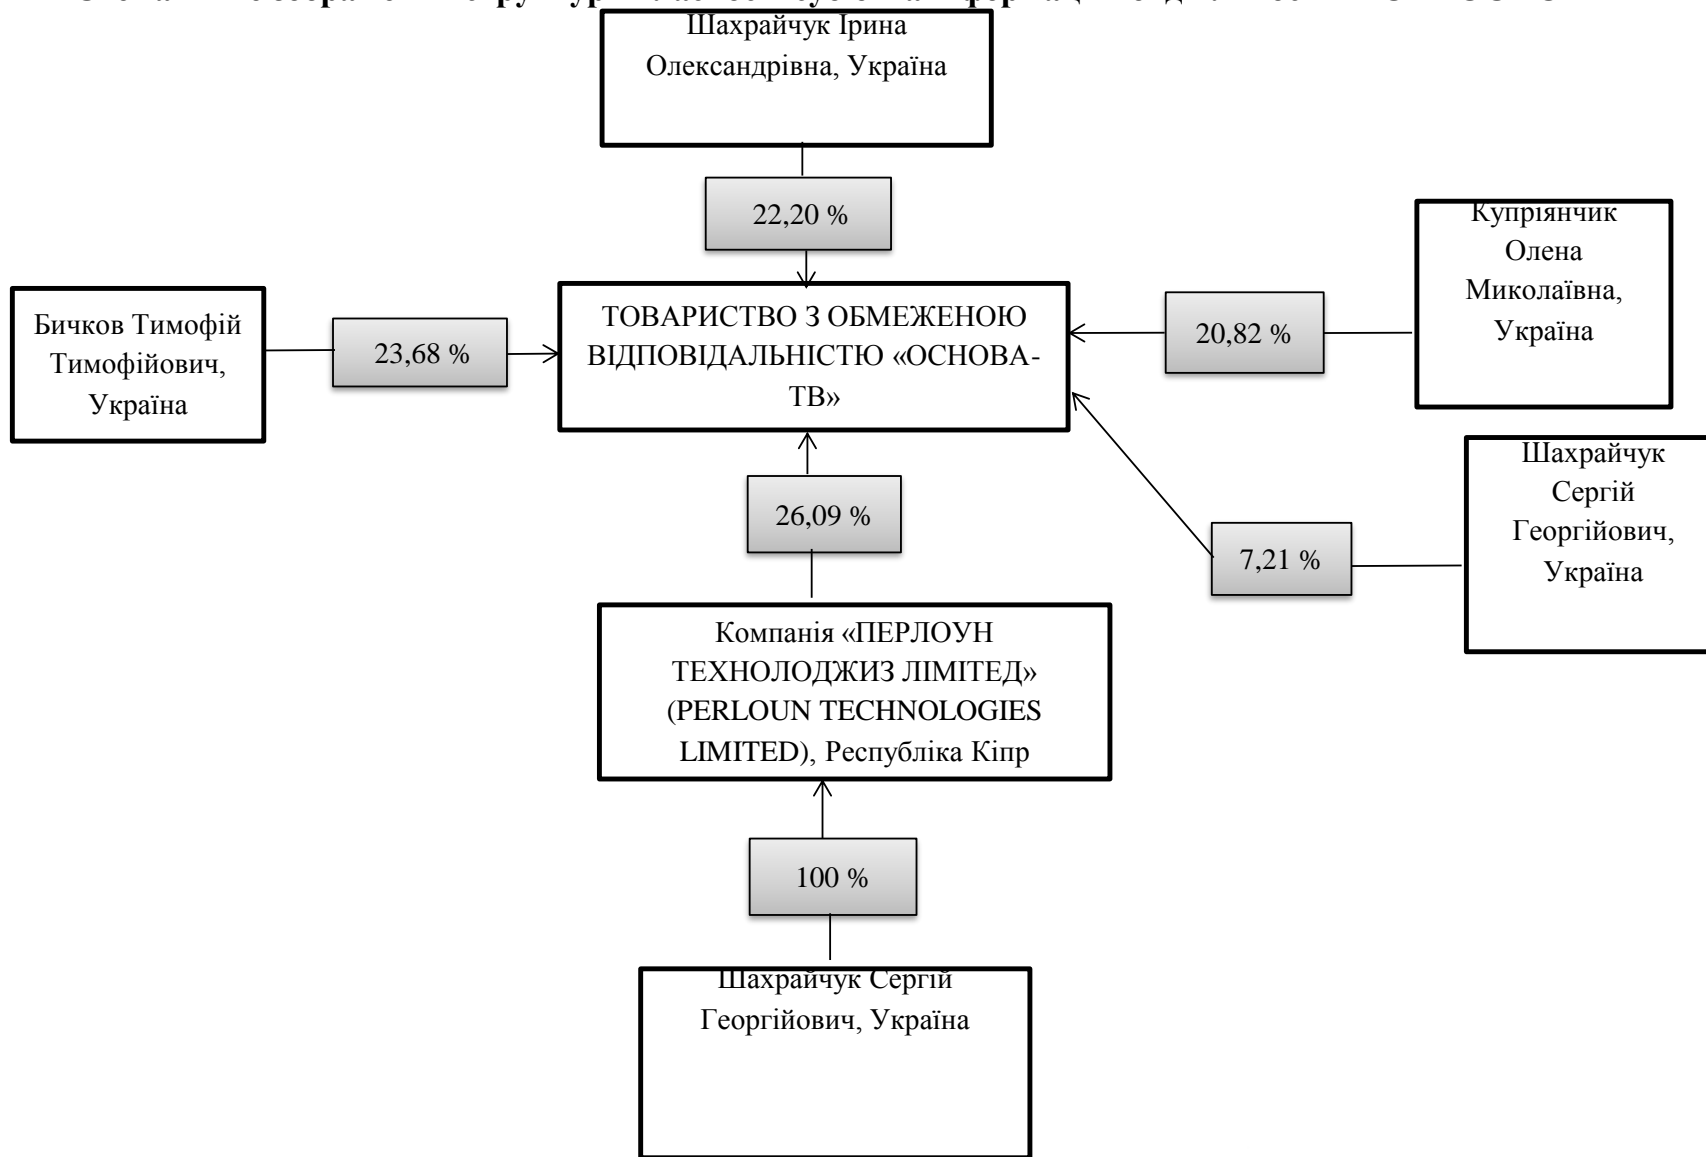 Шахрайчук Ірина
Олександрівна, Україна
22,20 %
Купріянчик
Олена
Миколаївна,
Україна
20,82 %
Бичков Тимофій
Тимофійович,
Україна
23,68 %
ТОВАРИСТВО З ОБМЕЖЕНОЮ
ВІДПОВІДАЛЬНІСТЮ «ОСНОВА-
ТВ»
Шахрайчук
Сергій
Георгійович,
Україна
7,21 %
26,09 %
Компанія «ПЕРЛОУН
ТЕХНОЛОДЖИЗ ЛІМІТЕД»
(PERLOUN TECHNOLOGIES
LIMITED), Республіка Кіпр
100 %
Шахрайчук Сергій
Георгійович, Україна